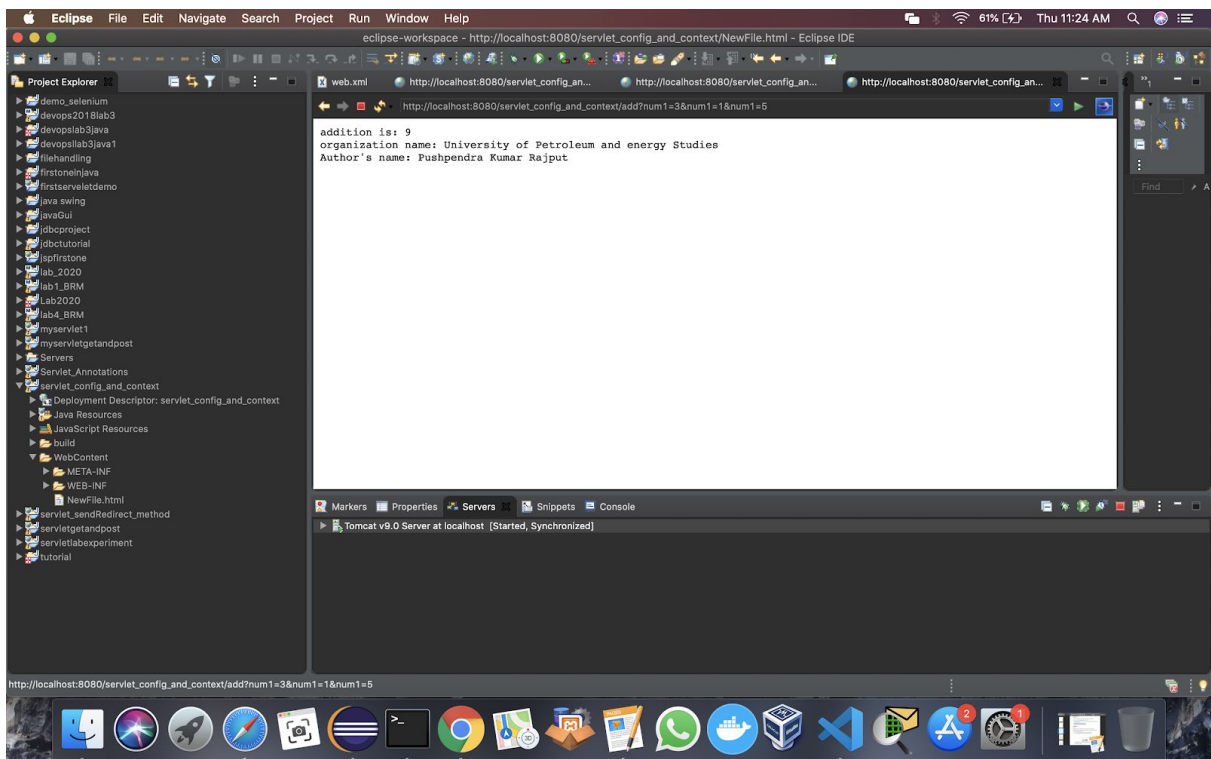 Eclipse File Edit Navigate Search Project Run Window Help 61% Thu 11:24 AM
eclipse-workspace - http://localhost:8080/servlet_config_and_context/NewFile.html - Eclipse IDE
Project Explorer
web.xml http://localhost:8080/servlet_config_an... http://localhost:8080/servlet_config_an... http://localhost:8080/servlet_config_an...
http://localhost:8080/servlet_config_and_context/add?num1=3&num1=1&num1=5
addition is: 9
organization name: University of Petroleum and energy Studies
Author's name: Pushpendra Kumar Rajput
Find A
demo_selenium
devops2018lab3
devopslab3java
devopsllab3java1
filehandling
firstoneinjava
firstserveletdemo
java swing
javaGui
jdbcproject
jdbctutorial
jspfirstone
lab_2020
lab1_BRM
Lab2020
lab4_BRM
myservlet1
myservletgetandpost
Servers
Servlet_Annotations
servlet_config_and_context
Deployment Descriptor: servlet_config_and_context
Java Resources
JavaScript Resources
build
WebContent
META-INF
WEB-INF
NewFile.html
servlet_sendRedirect_method
servletgetandpost
servletlabexperiment
tutorial
Markers Properties Servers Snippets Console
Tomcat v9.0 Server at localhost [Started, Synchronized]
http://localhost:8080/servlet_config_and_context/add?num1=3&num1=1&num1=5
2 1